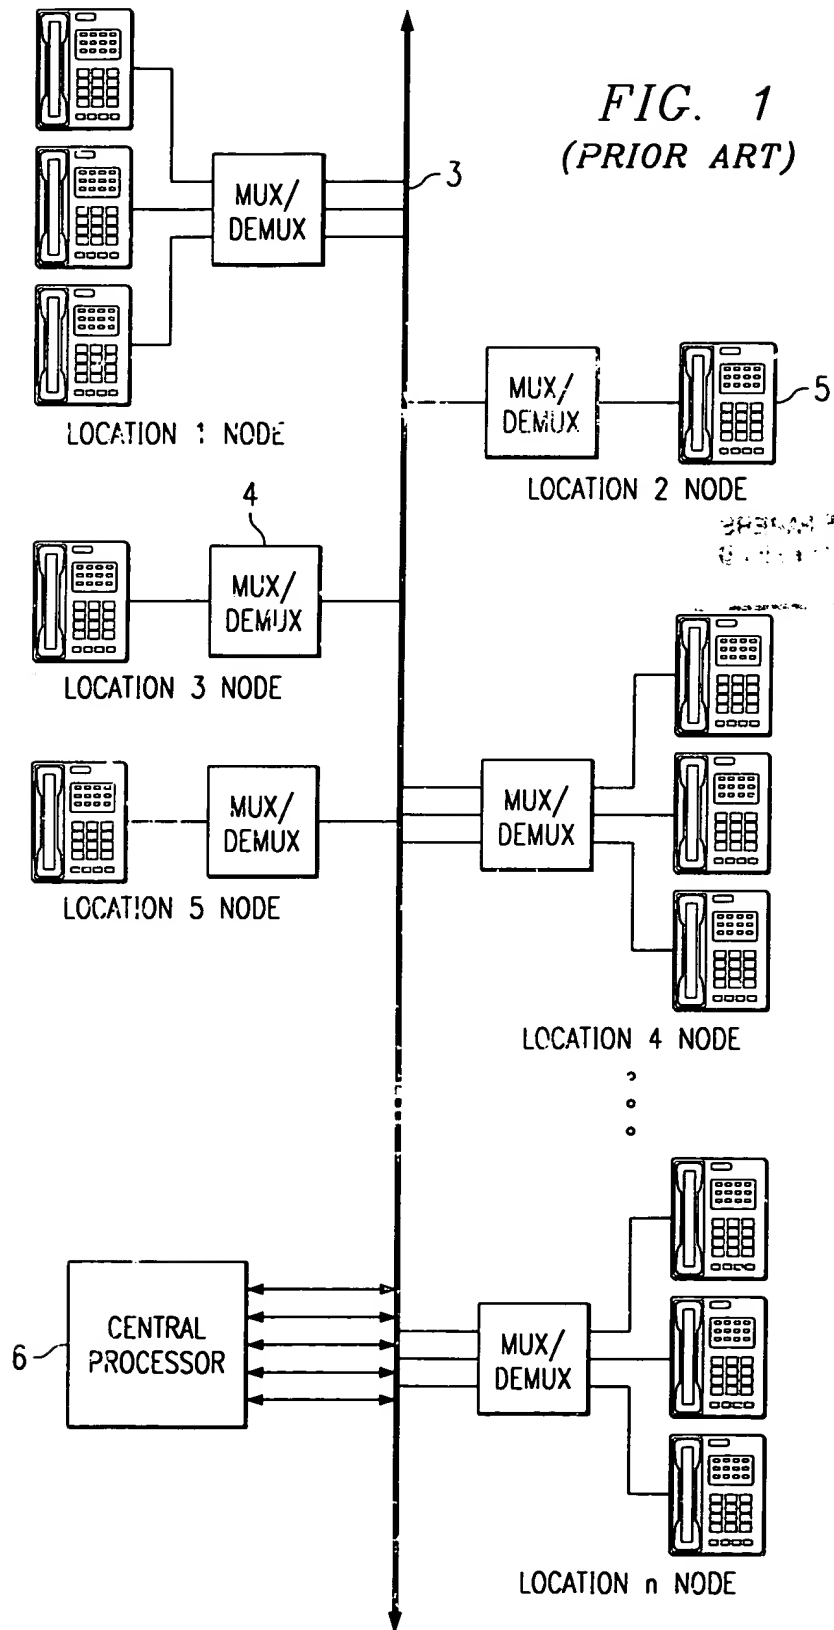 FIG. 1
(PRIOR ART)
3
MUX/
DEMUX
LOCATION 1 NODE
MUX/
DEMUX
5
LOCATION 2 NODE
4
MUX/
DEMUX
LOCATION 3 NODE
MUX/
DEMUX
LOCATION 4 NODE
MUX/
DEMUX
LOCATION 5 NODE
6
CENTRAL
PROCESSOR
MUX/
DEMUX
LOCATION n NODE